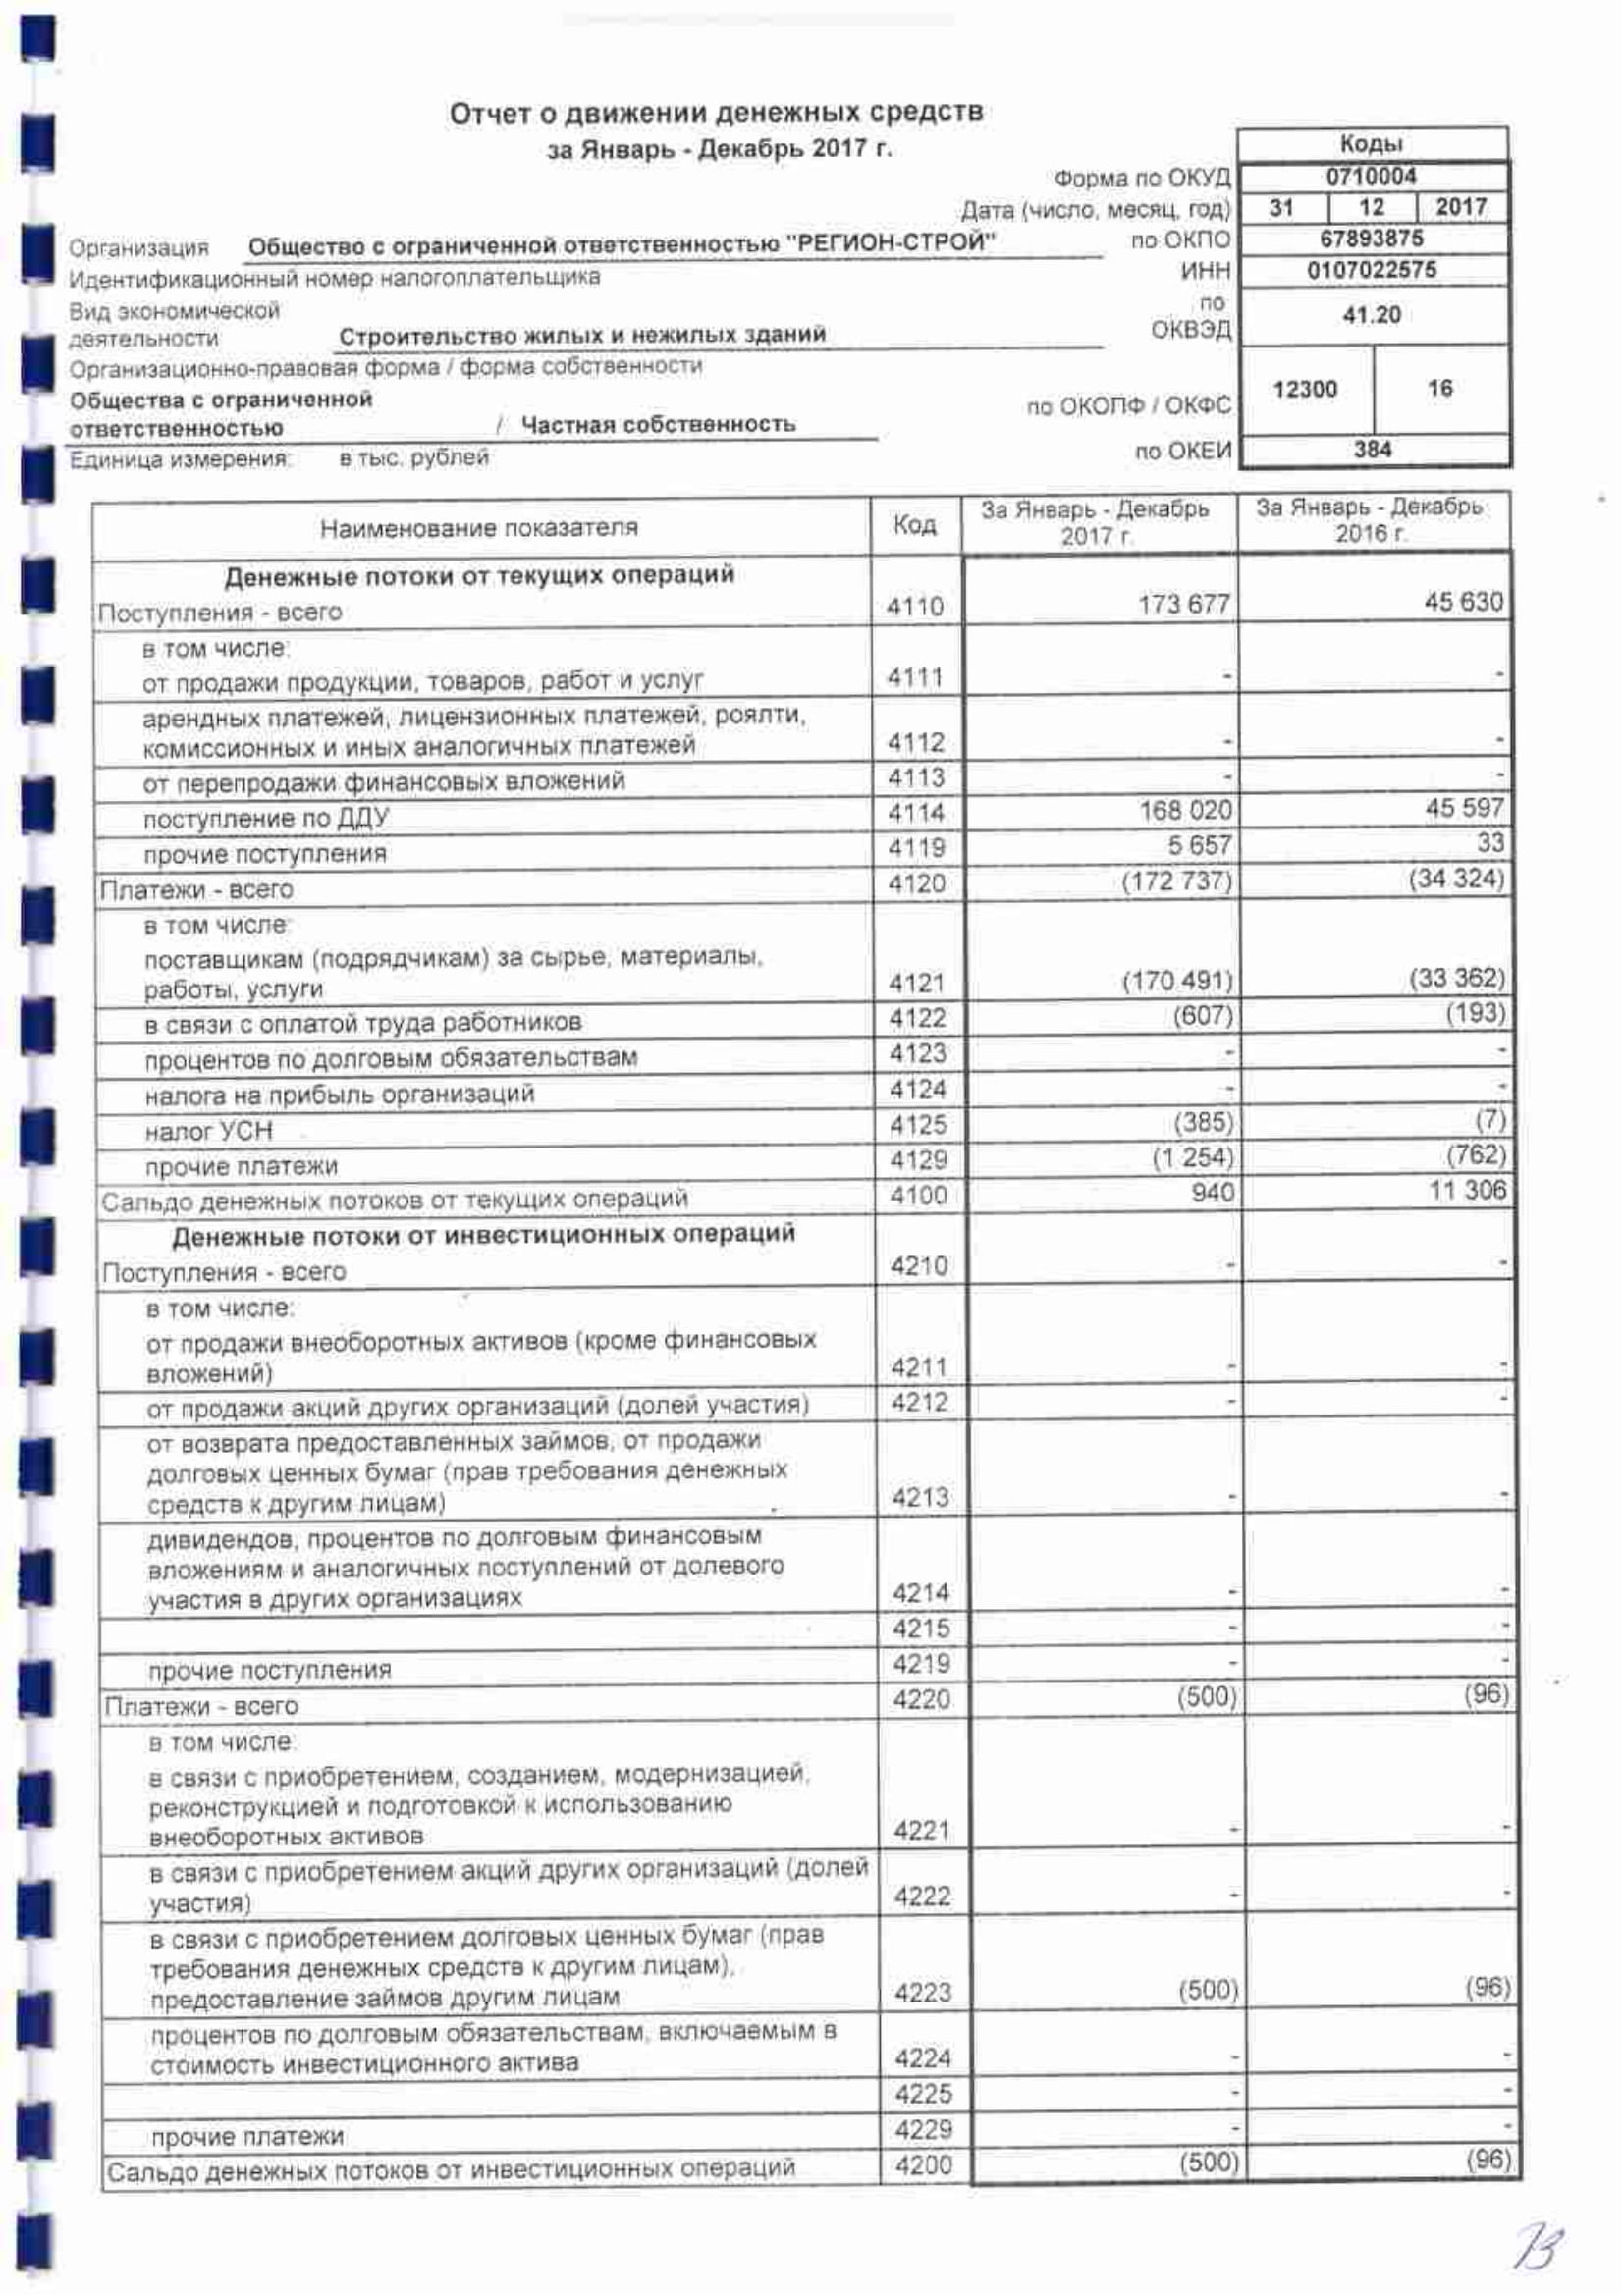 Отчет о движении денежных средств
за Январь - Декабрь 2017 г.
Коды
Форма по ОКУД 0710004
Дата (число, месяц, год) 31 12 2017
Организация Общество с ограниченной ответственностью "РЕГИОН-СТРОЙ" по ОКПО 67893875
Идентификационный номер налогоплательщика ИНН 0107022575
Вид экономической
деятельности Строительство жилых и нежилых зданий
по
ОКВЭД
41.20
Организационно-правовая форма / форма собственности
Общества с ограниченной
ответственностью / Частная собственность
по ОКОПФ / ОКФС 12300 16
Единица измерения: в тыс. рублей по ОКЕИ 384
Наименование показателя Код За Январь - Декабрь
2017 г.
За Январь - Декабрь
2016 г.
Денежные потоки от текущих операций
Поступления - всего 4110 173 677 45 630
в том числе:
от продажи продукции, товаров, работ и услуг 4111 - -
арендных платежей, лицензионных платежей, роялти,
комиссионных и иных аналогичных платежей 4112 - -
от перепродажи финансовых вложений 4113 - -
поступление по ДДУ 4114 168 020 45 597
прочие поступления 4119 5 657 33
Платежи - всего 4120 (172 737) (34 324)
в том числе:
поставщикам (подрядчикам) за сырье, материалы,
работы, услуги 4121 (170 491) (33 362)
в связи с оплатой труда работников 4122 (607) (193)
процентов по долговым обязательствам 4123 - -
налога на прибыль организаций 4124 - -
налог УСН 4125 (385) (7)
прочие платежи 4129 (1 254) (762)
Сальдо денежных потоков от текущих операций 4100 940 11 306
Денежные потоки от инвестиционных операций
Поступления - всего 4210 - -
в том числе:
от продажи внеоборотных активов (кроме финансовых
вложений) 4211 - -
от продажи акций других организаций (долей участия) 4212 - -
от возврата предоставленных займов, от продажи
долговых ценных бумаг (прав требования денежных
средств к другим лицам) 4213 - -
дивидендов, процентов по долговым финансовым
вложениям и аналогичных поступлений от долевого
участия в других организациях 4214 - -
4215 - -
прочие поступления 4219 - -
Платежи - всего 4220 (500) (96)
в том числе:
в связи с приобретением, созданием, модернизацией,
реконструкцией и подготовкой к использованию
внеоборотных активов 4221 - -
в связи с приобретением акций других организаций (долей
участия) 4222 - -
в связи с приобретением долговых ценных бумаг (прав
требования денежных средств к другим лицам),
предоставление займов другим лицам 4223 (500) (96)
процентов по долговым обязательствам, включаемым в
стоимость инвестиционного актива 4224 - -
4225 - -
прочие платежи 4229 - -
Сальдо денежных потоков от инвестиционных операций 4200 (500) (96)